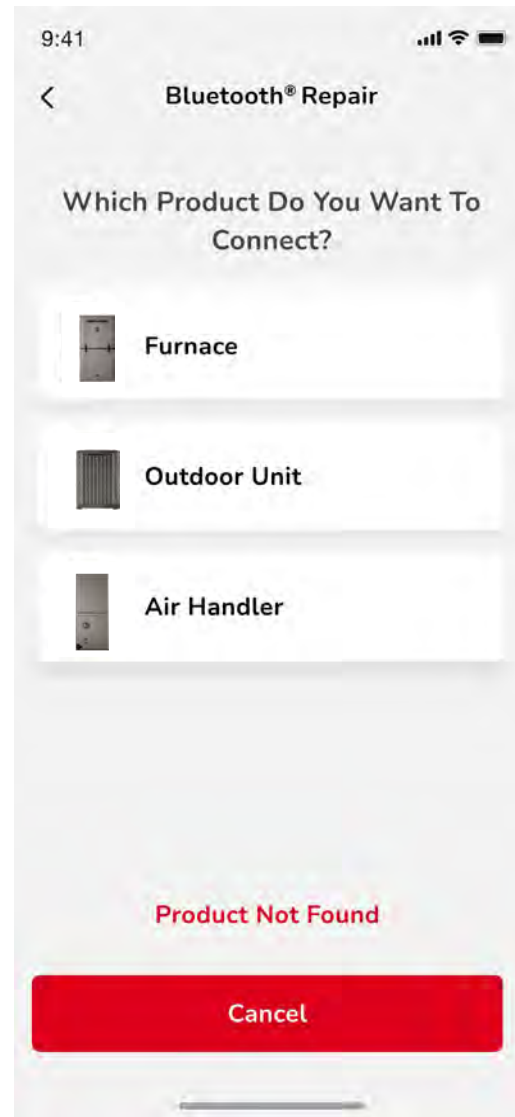 9:41
Bluetooth® Repair
Which Product Do You Want To
Connect?
Furnace
Outdoor Unit
Air Handler
Product Not Found
Cancel